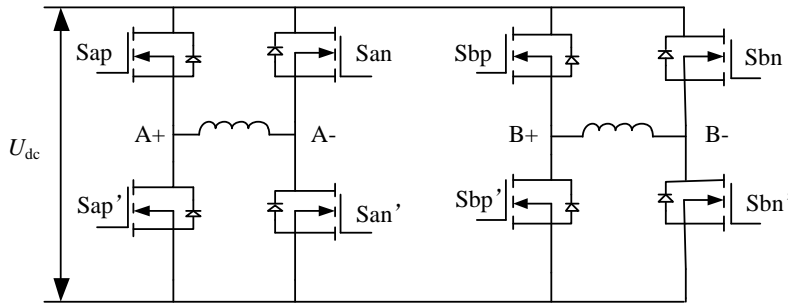 Sap
San
Sbp
Sbn
Udc
A+
A-
B+
B-
Sap’
San’
Sbp’
Sbn’